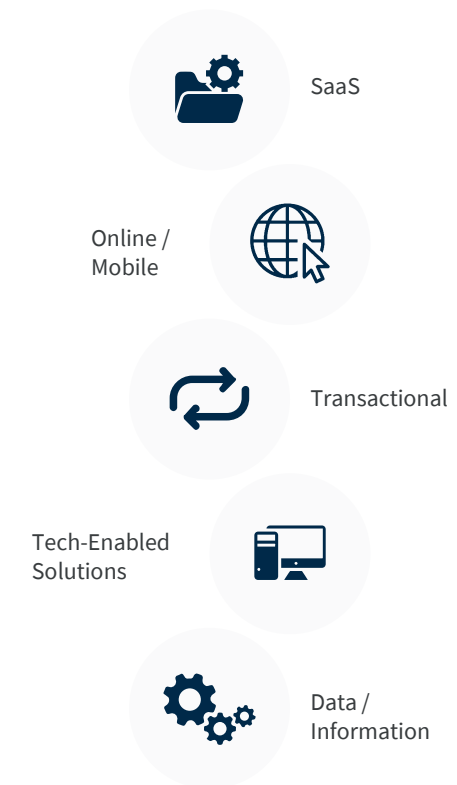 SaaS
Online /
Mobile
Transactional
Tech-Enabled
Solutions
Data /
Information